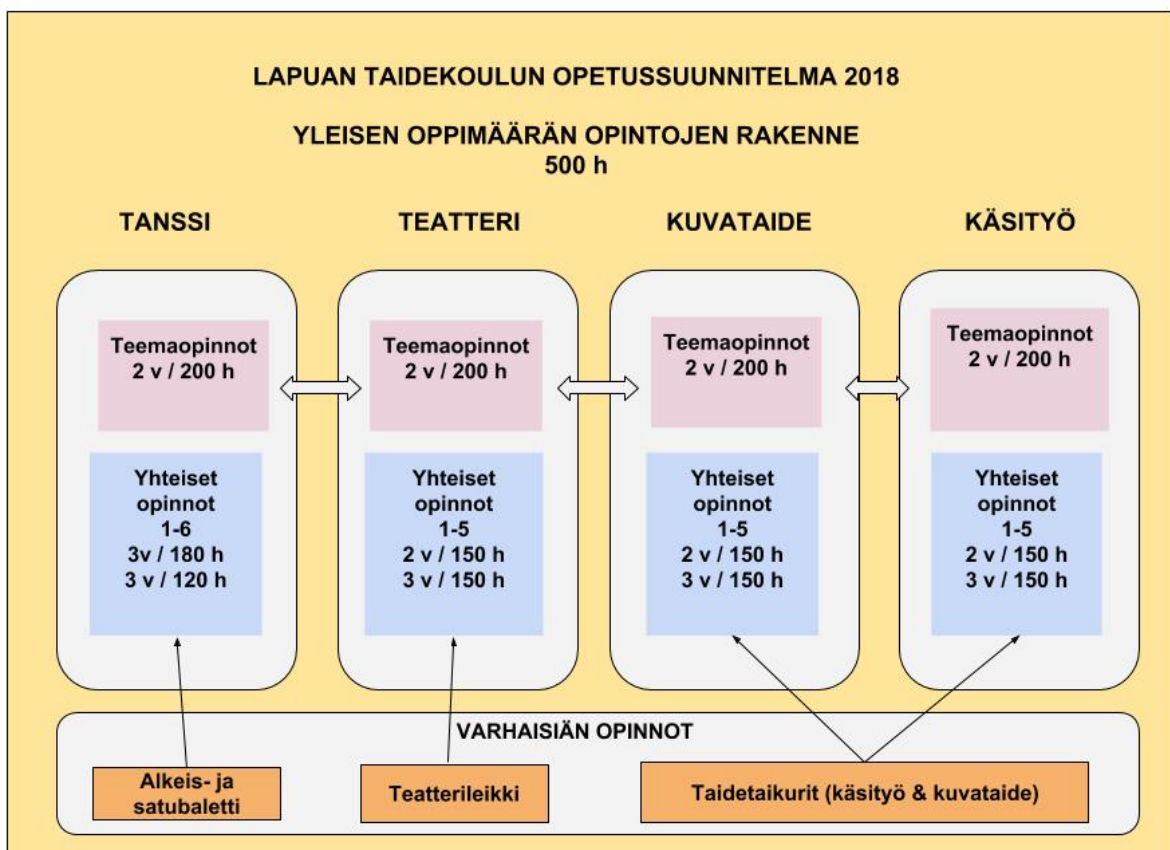 LAPUAN TAIDEKOULUN OPETUSSUUNNITELMA 2018
YLEISEN OPPIMÄÄRÄN OPINTOJEN RAKENNE
500 h
TANSSI
TEATTERI
KUVATAIDE
KÄSITYÖ
Teemaopinnot
2 v / 200 h
Teemaopinnot
2 v / 200 h
Teemaopinnot
2 v / 200 h
Teemaopinnot
2 v / 200 h
Yhteiset
opinnot
1-6
3v / 180 h
3 v / 120 h
Yhteiset
opinnot
1-5
2 v / 150 h
3 v / 150 h
Yhteiset
opinnot
1-5
2 v / 150 h
3 v / 150 h
Yhteiset
opinnot
1-5
2 v / 150 h
3 v / 150 h
VARHAISIÄN OPINNOT
Alkeis- ja
satubaletti
Teatterileikki
Taidetaikurit (käsityö & kuvataide)